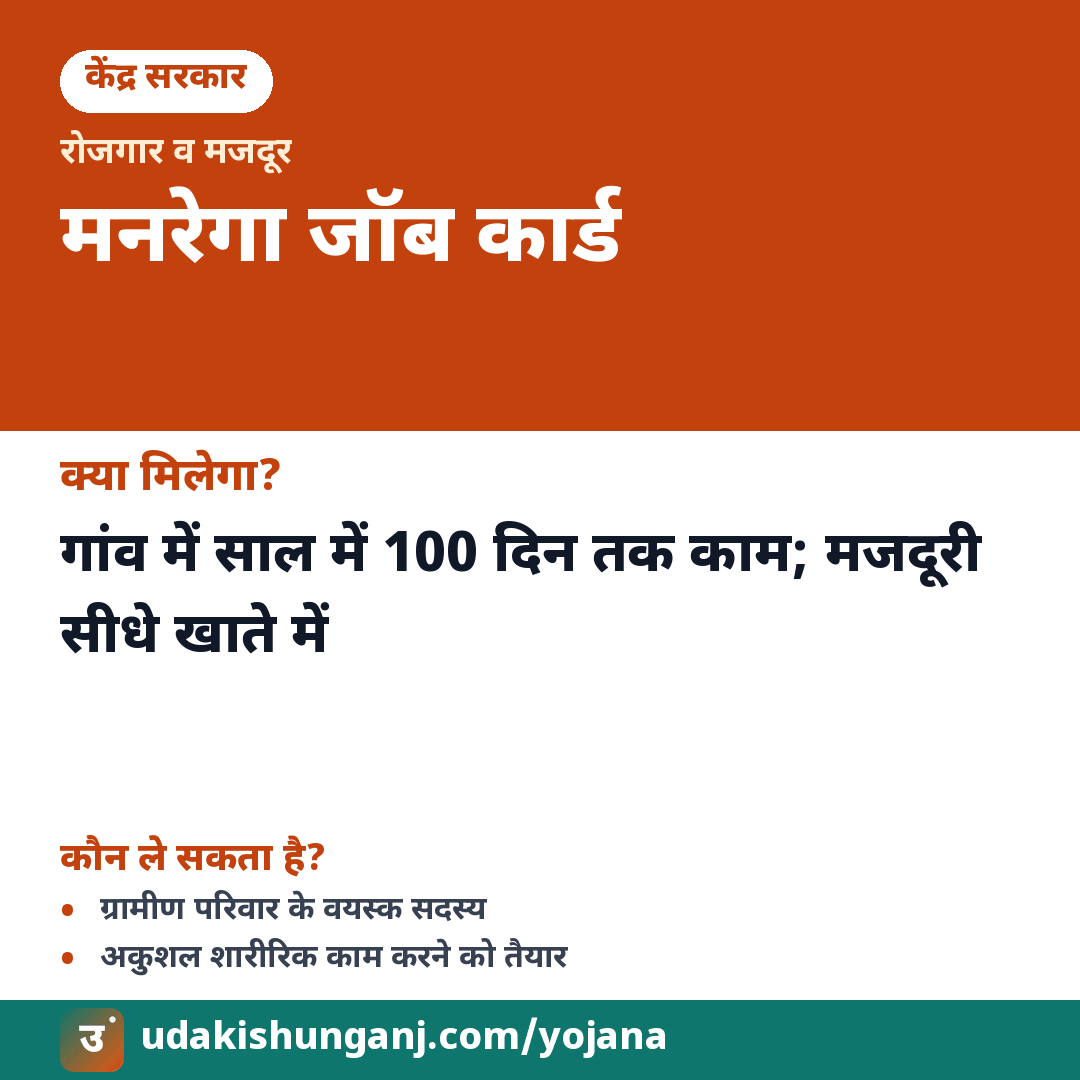 केंद्र सरकार
रोजगार व मजदूर
मनरेगा जॉब कार्ड
क्या मिलेगा?
गांव में साल में 100 दिन तक काम; मजदूरी
सीधे खाते में
कौन ले सकता है?
• ग्रामीण परिवार के वयस्क सदस्य
• अकुशल शारीरिक काम करने को तैयार
उ udakishunganj.com/yojana